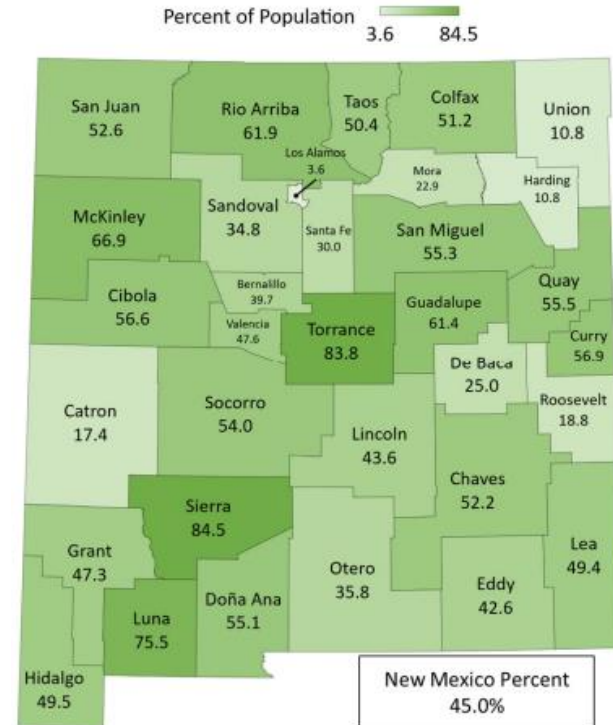 Percent of Population
3.6 84.5
San Juan
52.6
Rio Arriba
61.9
Taos
50.4
Colfax
51.2
Union
10.8
Los Alamos
3.6
Mora
22.9
Harding
10.8
McKinley
66.9
Sandoval
34.8
Santa Fe
30.0
San Miguel
55.3
Cibola
56.6
Bernalillo
39.7
Valencia
47.6
Torrance
83.8
Guadalupe
61.4
Quay
55.5
Curry
56.9
De Baca
25.0
Roosevelt
18.8
Catron
17.4
Socorro
54.0
Lincoln
43.6
Chaves
52.2
Sierra
84.5
Grant
47.3
Luna
75.5
Doña Ana
55.1
Otero
35.8
Eddy
42.6
Lea
49.4
Hidalgo
49.5
New Mexico Percent
45.0%